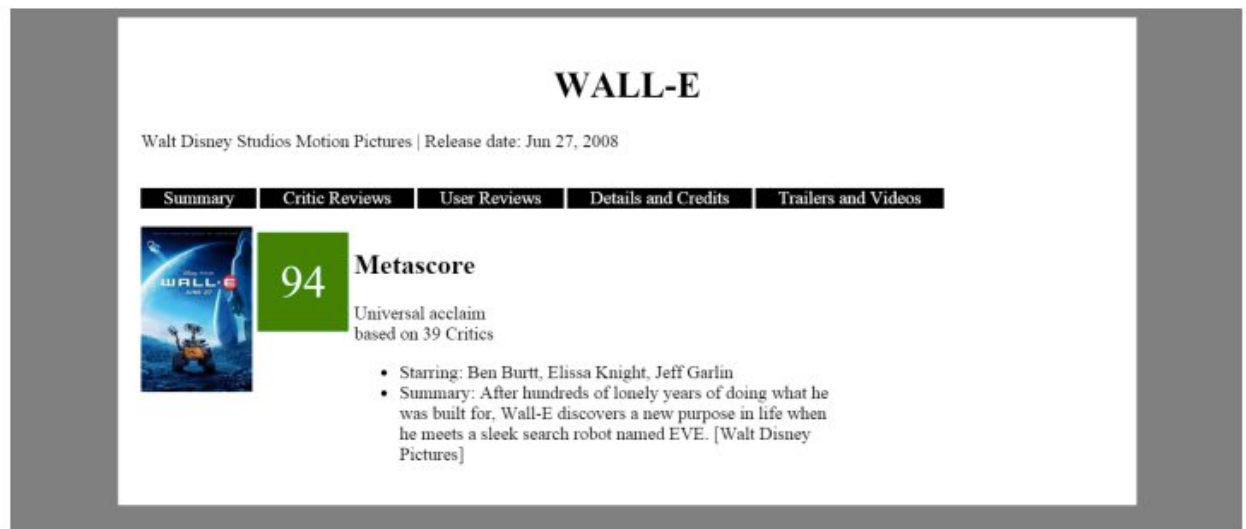 WALL-E
Walt Disney Studios Motion Pictures | Release date: Jun 27, 2008
Summary Critic Reviews User Reviews Details and Credits Trailers and Videos
WALL·E
JUNE 27
94
Metascore
Universal acclaim
based on 39 Critics
Starring: Ben Burtt, Elissa Knight, Jeff Garlin
Summary: After hundreds of lonely years of doing what he
was built for, Wall-E discovers a new purpose in life when
he meets a sleek search robot named EVE. [Walt Disney
Pictures]